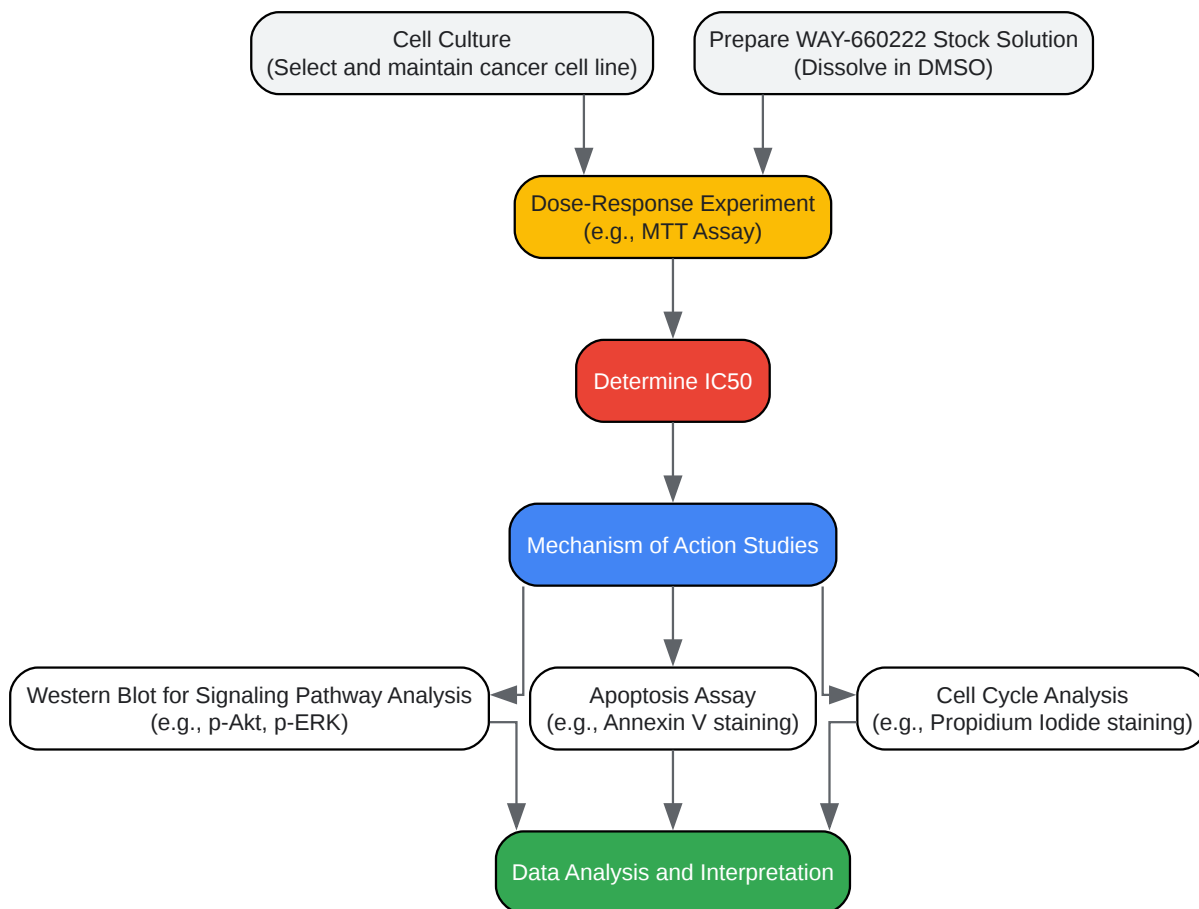 Cell Culture
(Select and maintain cancer cell line)
Prepare WAY-660222 Stock Solution
(Dissolve in DMSO)
Dose-Response Experiment
(e.g., MTT Assay)
Determine IC50
Mechanism of Action Studies
Western Blot for Signaling Pathway Analysis
(e.g., p-Akt, p-ERK)
Apoptosis Assay
(e.g., Annexin V staining)
Cell Cycle Analysis
(e.g., Propidium Iodide staining)
Data Analysis and Interpretation